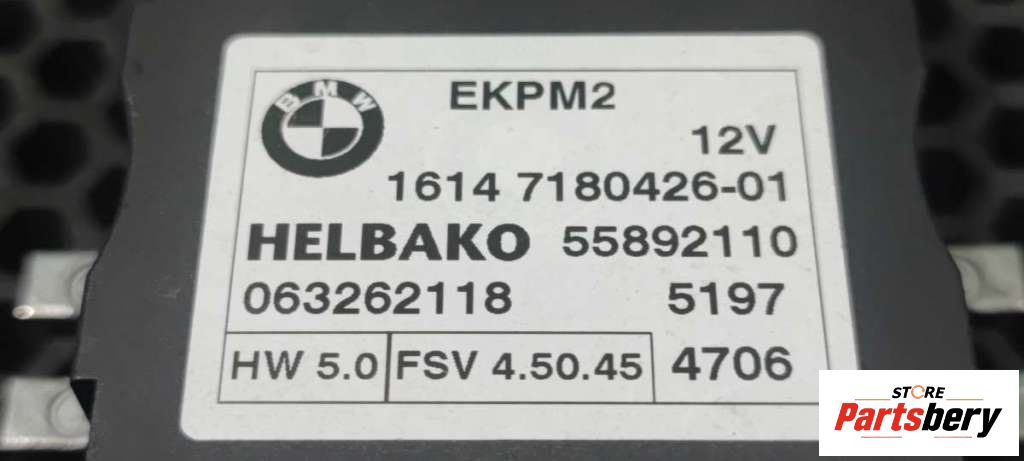 BMW
EKPM2
12V
1614 7180426-01
HELBAKO 55892110
063262118 5197
HW 5.0 FSV 4.50.45 4706
STORE
Partsbery